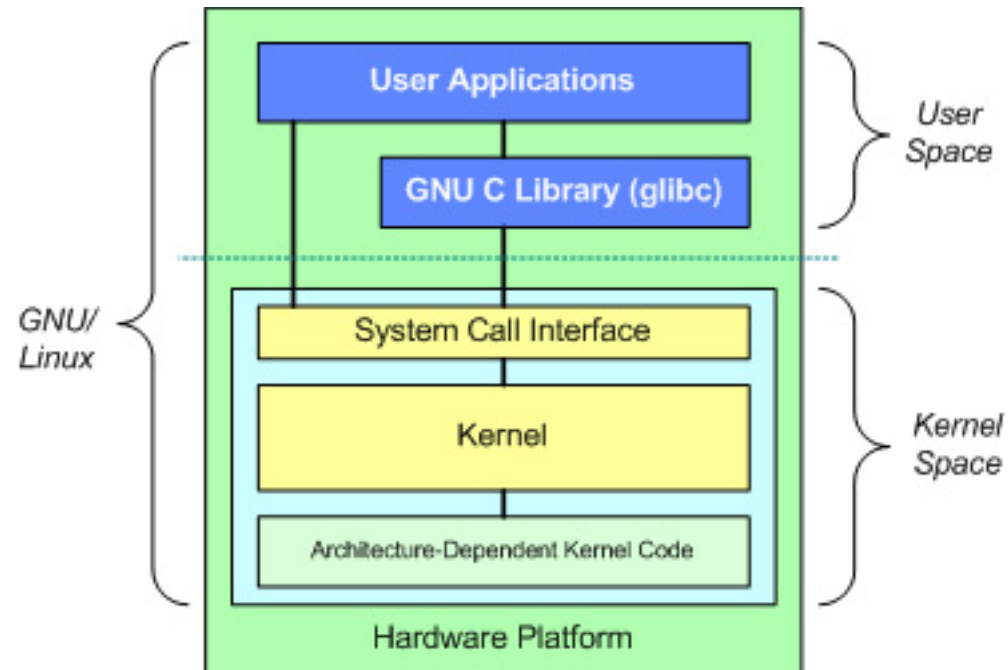 User Applications
GNU C Library (glibc)
User
Space
GNU/
Linux
System Call Interface
Kernel
Kernel
Space
Architecture-Dependent Kernel Code
Hardware Platform